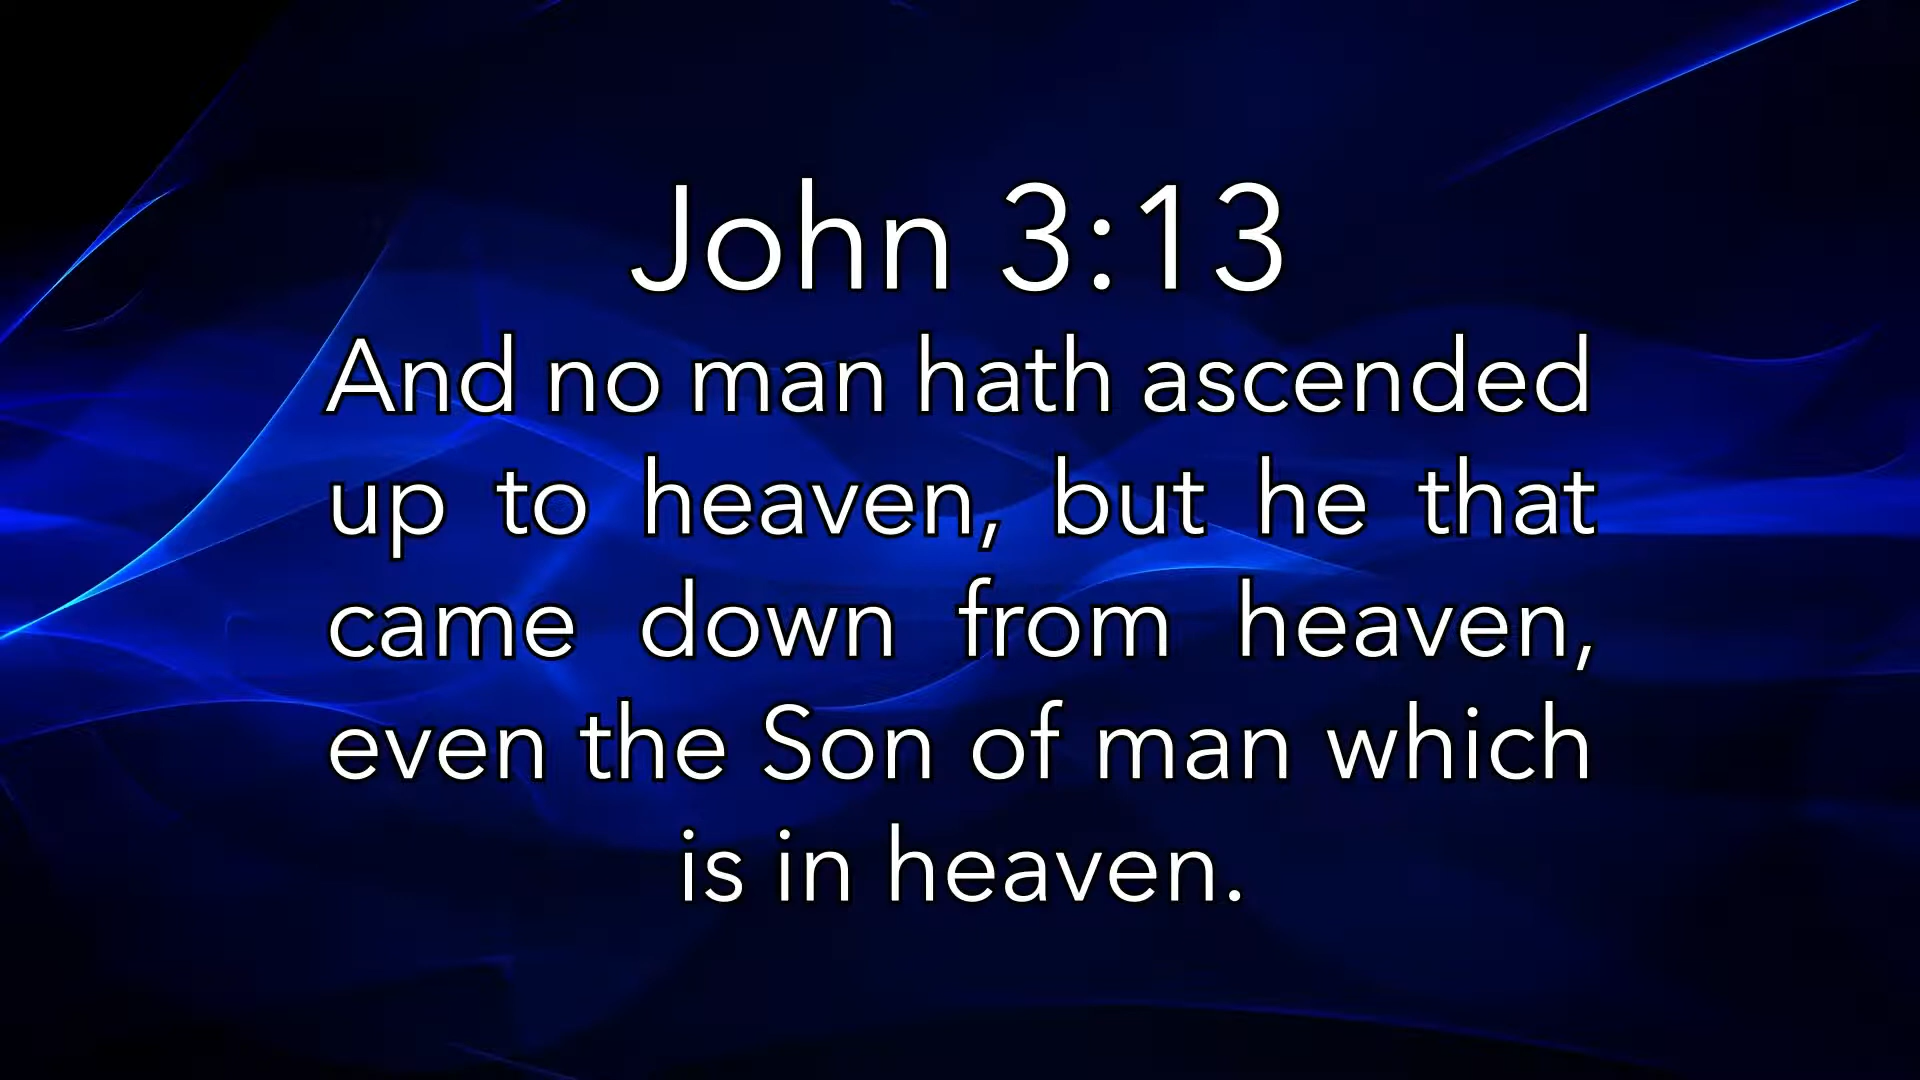 John 3:13
And no man hath ascended
up to heaven, but he that
came down from heaven,
even the Son of man which
is in heaven.